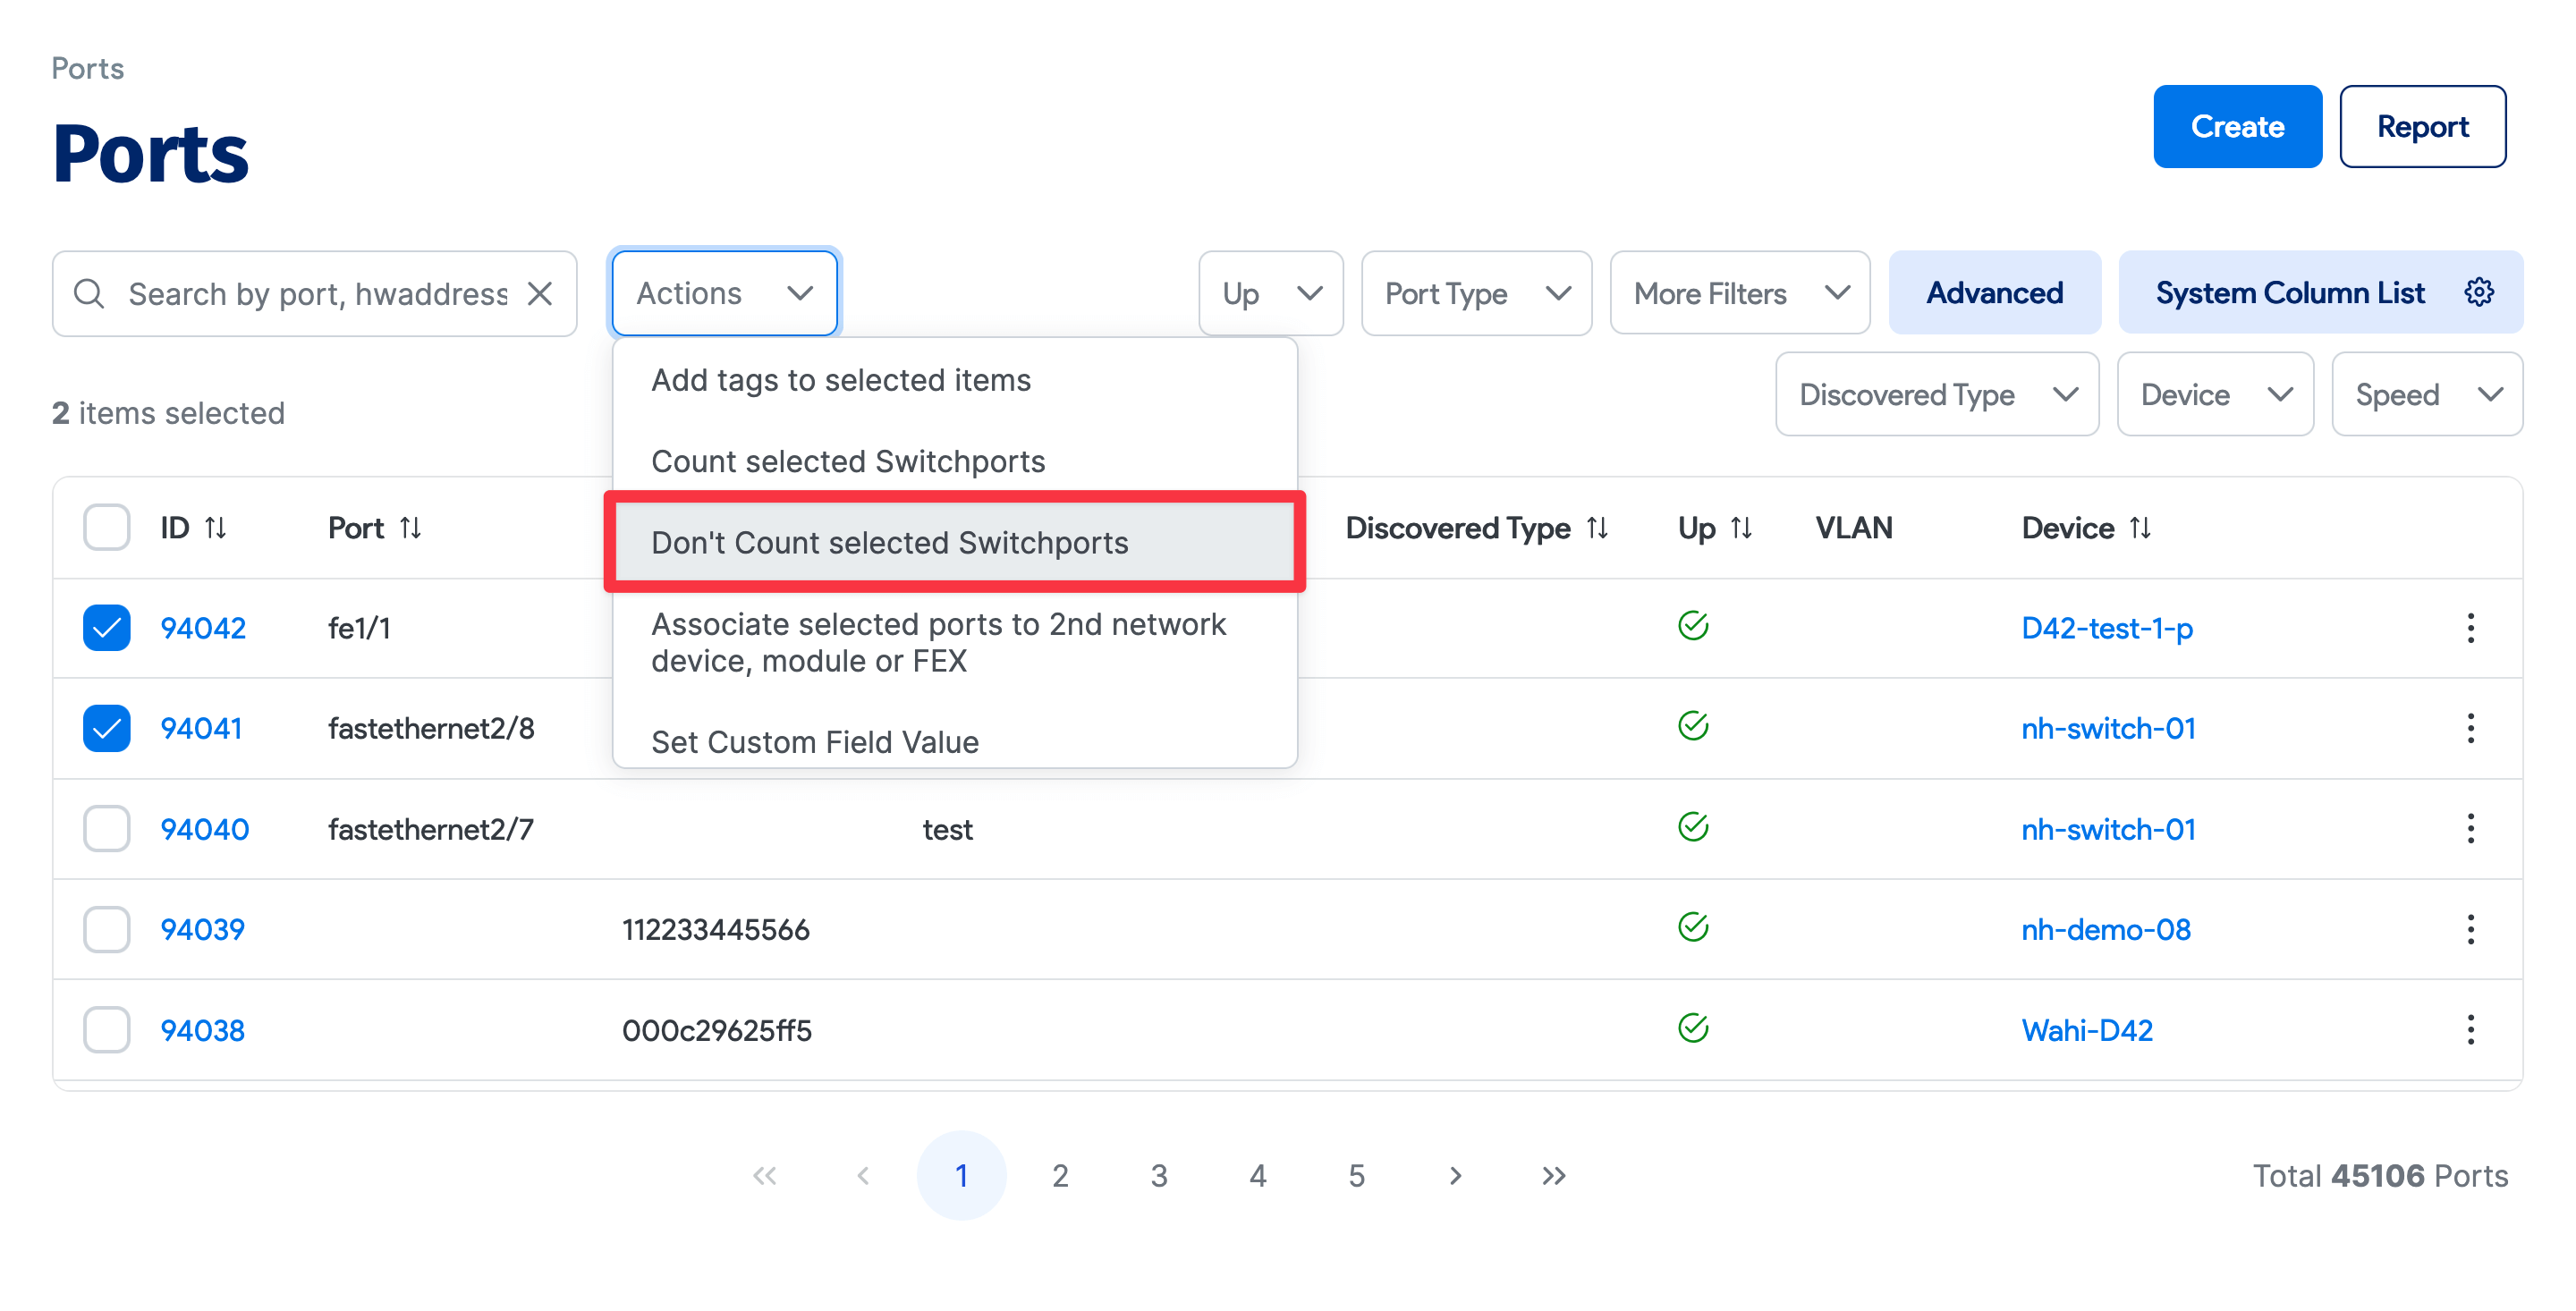 Ports
Ports
Create
Report
Search by port, hwaddress
Actions
Up
Port Type
More Filters
Advanced
System Column List
Discovered Type
Device
Speed
2 items selected
Add tags to selected items
Count selected Switchports
Don't Count selected Switchports
Associate selected ports to 2nd network
device, module or FEX
Set Custom Field Value
ID Port Discovered Type Up VLAN Device
94042 fe1/1 D42-test-1-p
94041 fastethernet2/8 nh-switch-01
94040 fastethernet2/7 test nh-switch-01
94039 112233445566 nh-demo-08
94038 000c29625ff5 Wahi-D42
« ‹ 1 2 3 4 5 › »
Total 45106 Ports